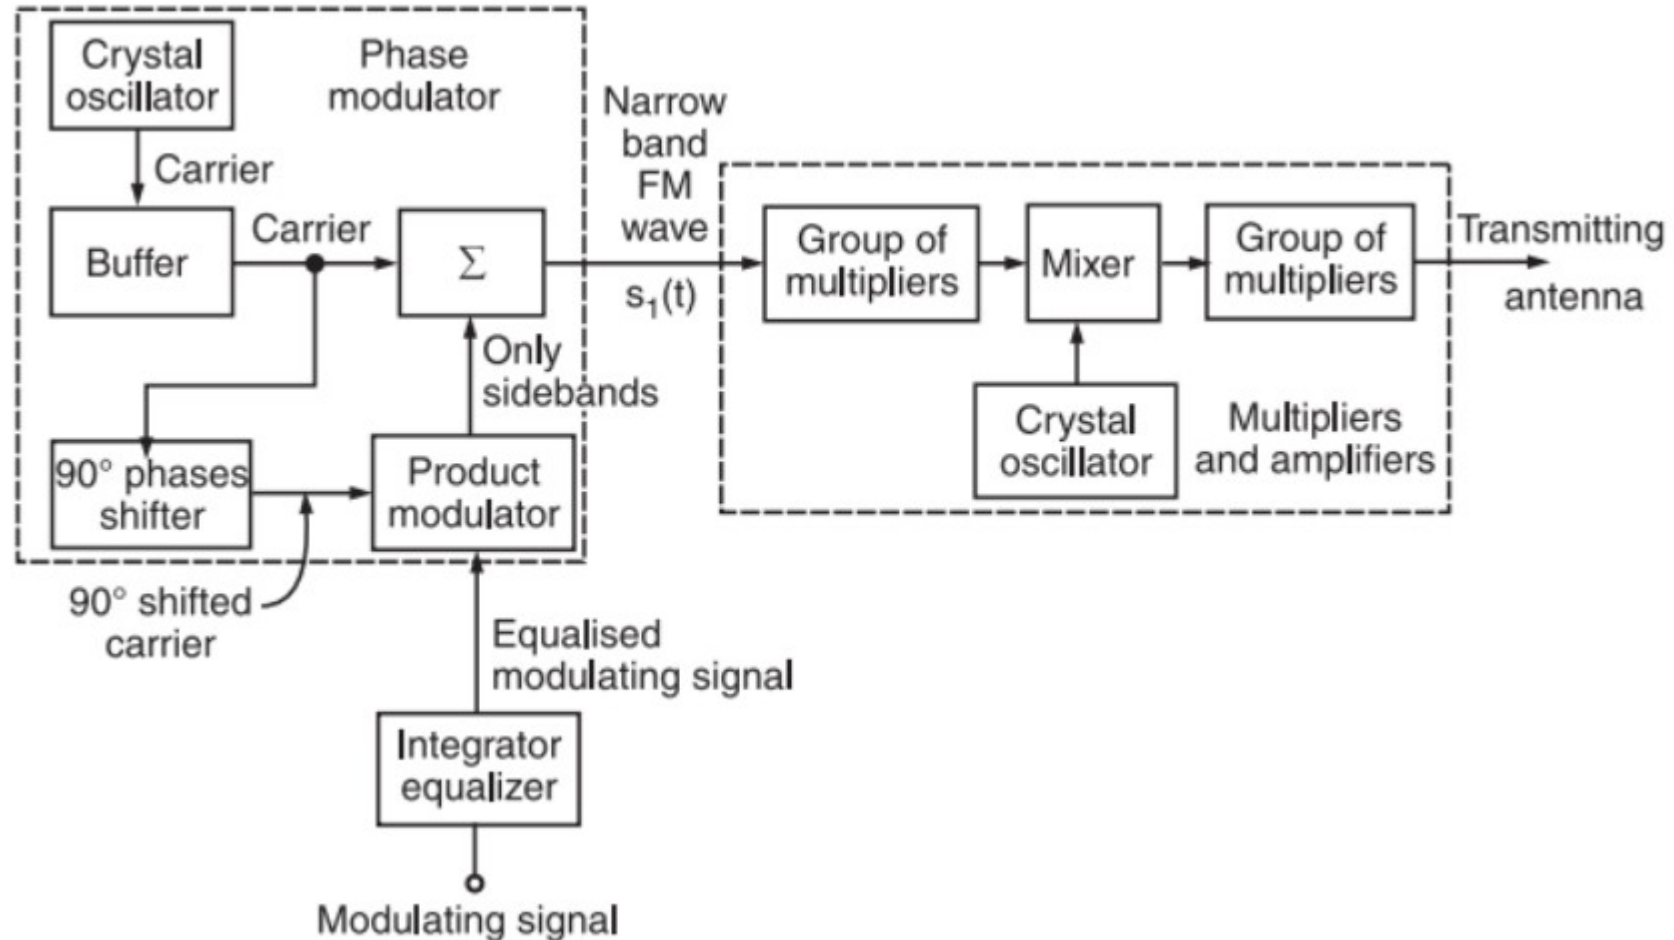 Crystal
oscillator
Phase
modulator
Carrier
Buffer
Carrier
Σ
Narrow
band
FM
wave
s₁(t)
Group of
multipliers
Mixer
Group of
multipliers
Transmitting
antenna
Only
sidebands
Crystal
oscillator
Multipliers
and amplifiers
90° phases
shifter
Product
modulator
90° shifted
carrier
Equalised
modulating signal
Integrator
equalizer
Modulating signal